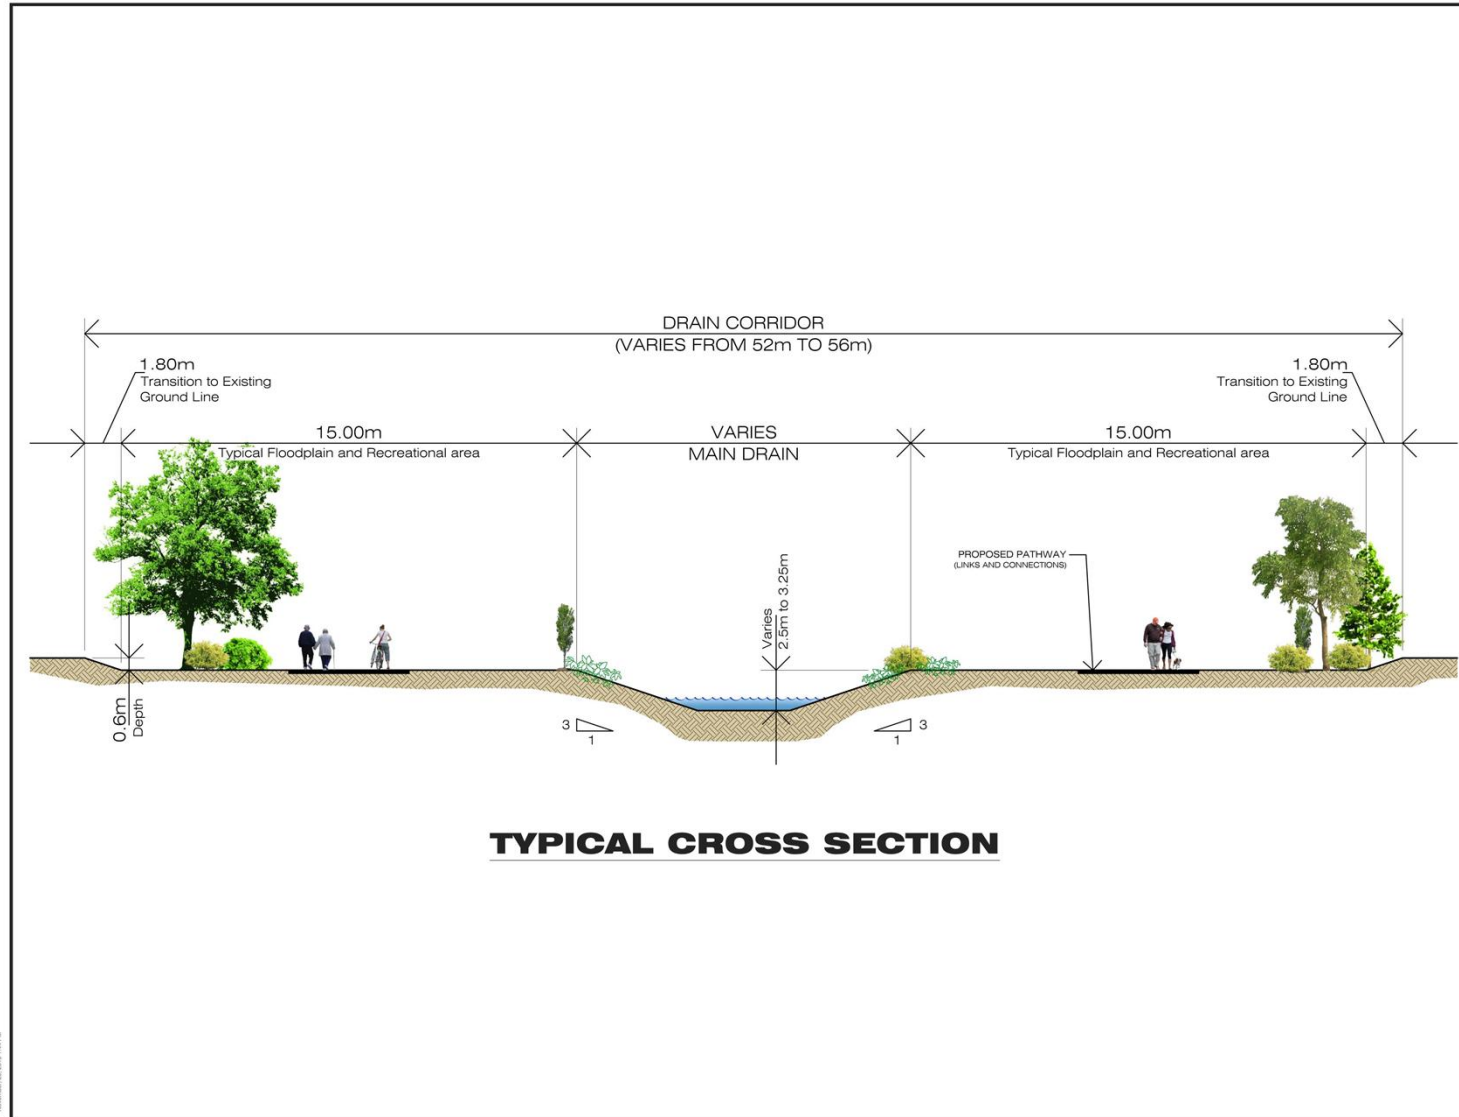 DRAIN CORRIDOR
(VARIES FROM 52m TO 56m)
1.80m
Transition to Existing
Ground Line
1.80m
Transition to Existing
Ground Line
15.00m
Typical Floodplain and Recreational area
VARIES
MAIN DRAIN
15.00m
Typical Floodplain and Recreational area
Varies
2.5m to 3.25m
PROPOSED PATHWAY
(LINKS AND CONNECTIONS)
0.6m
Depth
3
1
3
1
TYPICAL CROSS SECTION